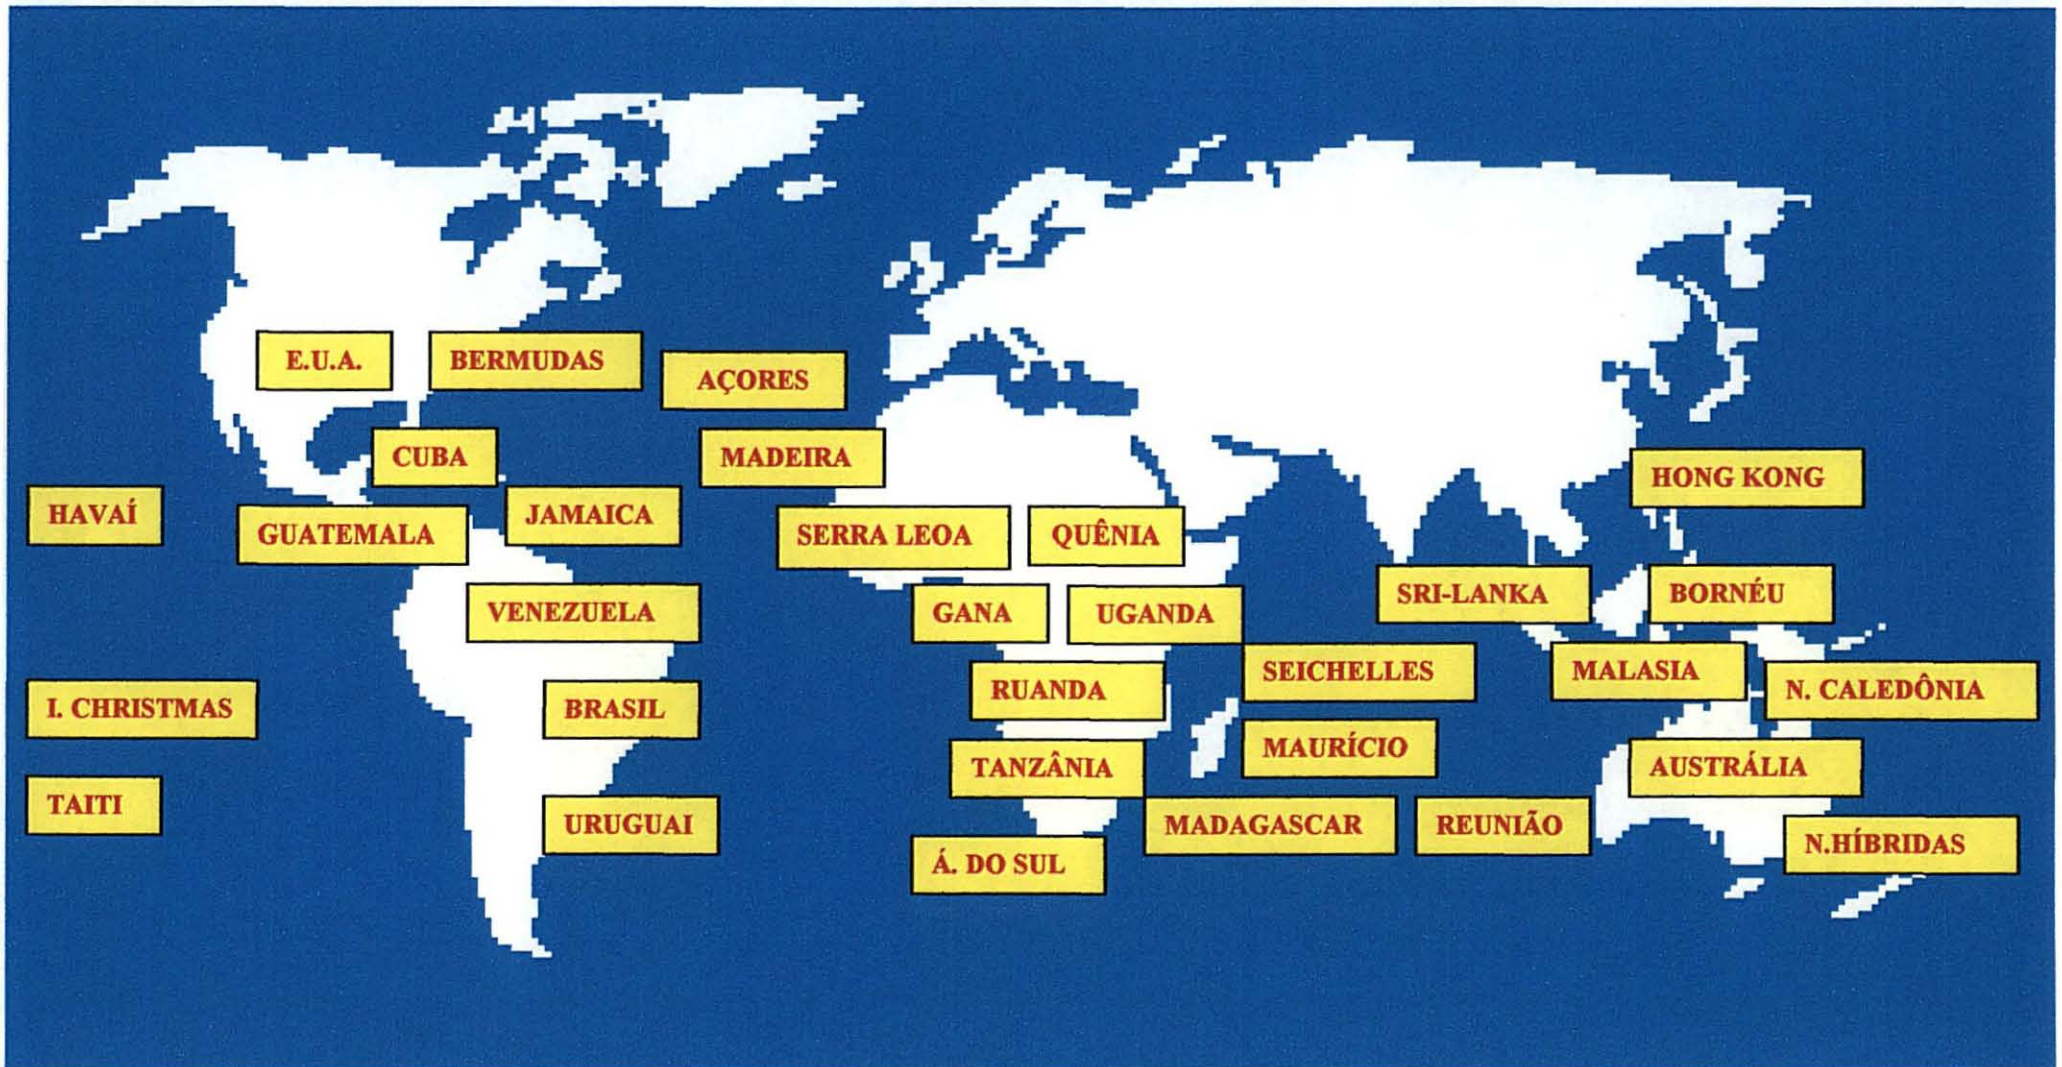 E.U.A.
BERMUDAS
AÇORES
CUBA
MADEIRA
HONG KONG
HAVAÍ
GUATEMALA
JAMAICA
SERRA LEOA
QUÊNIA
VENEZUELA
GANA
UGANDA
SRI-LANKA
BORNÉU
SEICHELLES
MALASIA
I. CHRISTMAS
BRASIL
RUANDA
N. CALEDÔNIA
MAURÍCIO
TANZÂNIA
AUSTRÁLIA
TAITI
URUGUAI
MADAGASCAR
REUNIÃO
N.HÍBRIDAS
Á. DO SUL